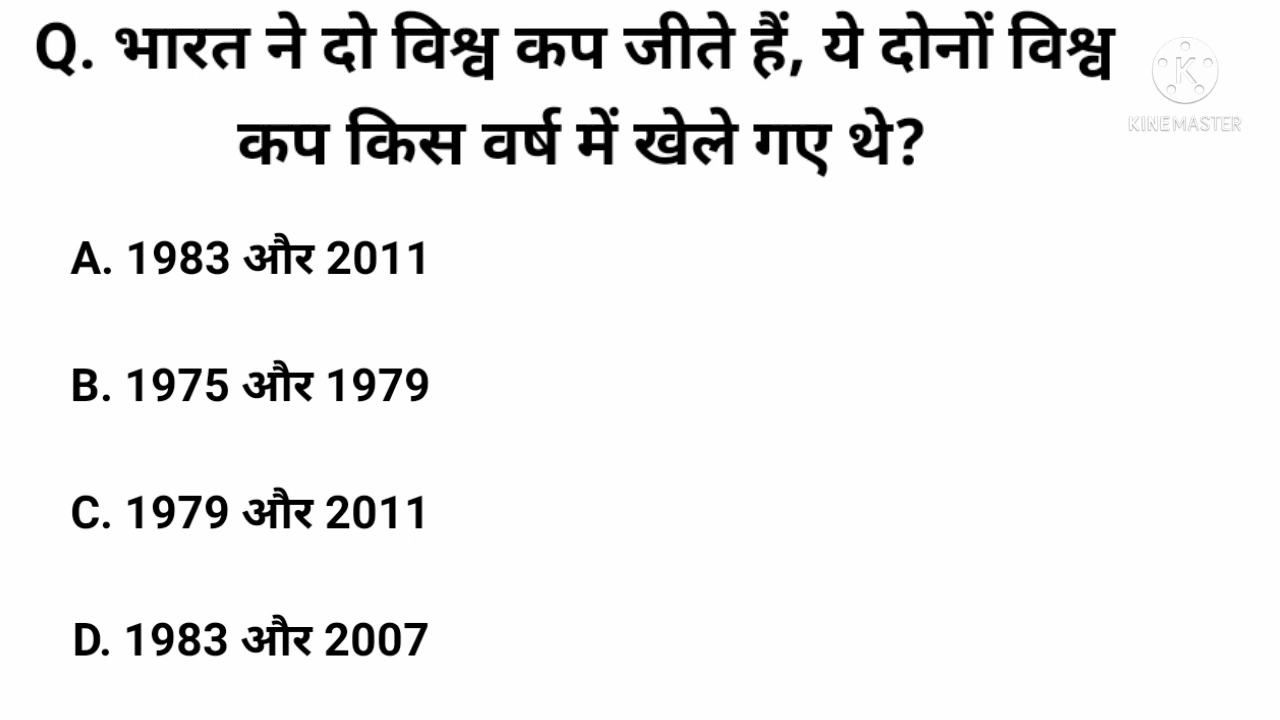 Q. भारत ने दो विश्व कप जीते हैं, ये दोनों विश्व
कप किस वर्ष में खेले गए थे?
K
KINEMASTER
A. 1983 और 2011
B. 1975 और 1979
C. 1979 और 2011
D. 1983 और 2007